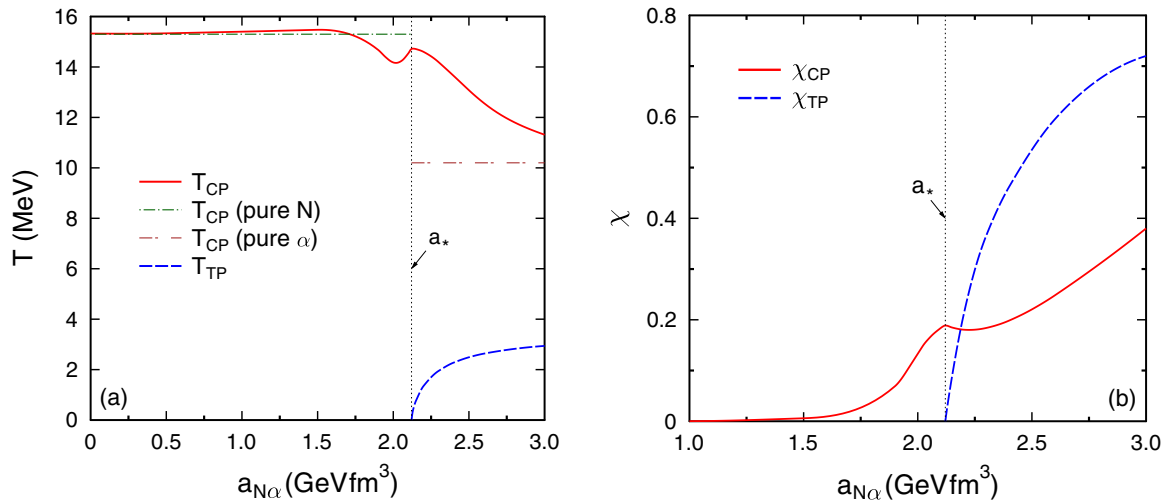 16
14
12
10
8
6
4
2
0
T (MeV)
T_CP
T_CP (pure N)
T_CP (pure α)
T_TP
a_*
(a)
0 0.5 1.0 1.5 2.0 2.5 3.0
a_Nα (GeVfm^3)
0.8
0.6
0.4
0.2
0
χ
χ_CP
χ_TP
a_*
(b)
1.0 1.5 2.0 2.5 3.0
a_Nα (GeVfm^3)